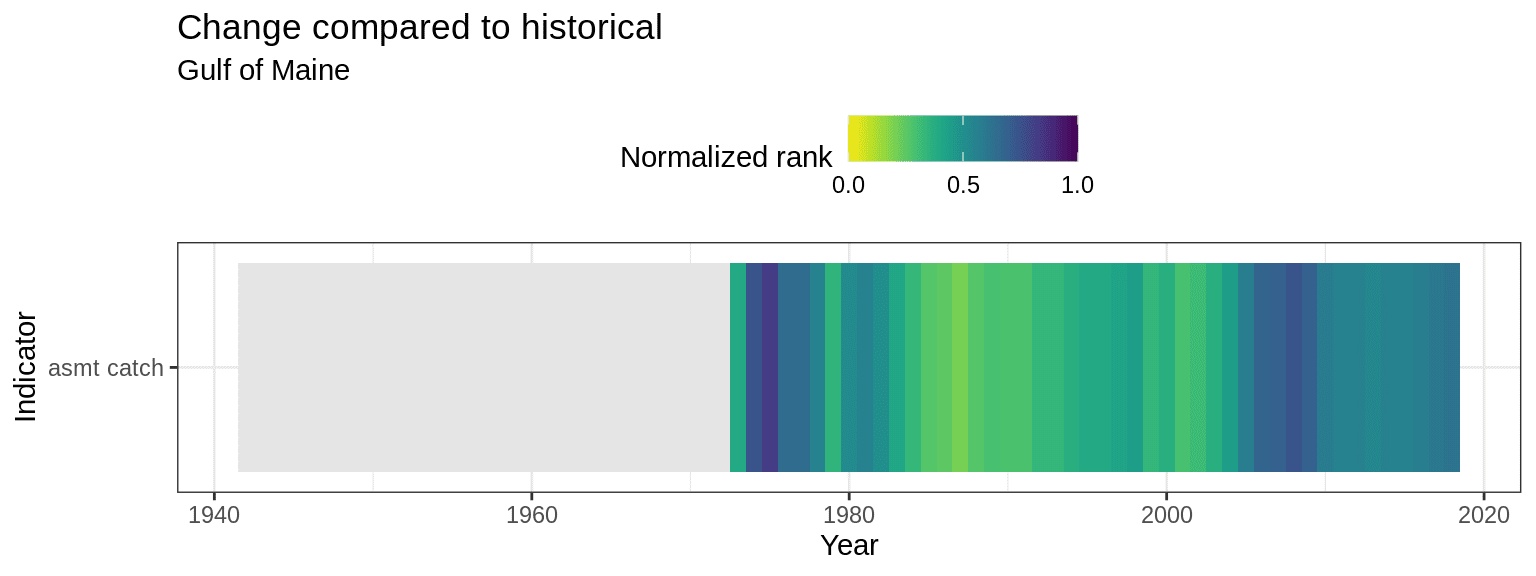 Change compared to historical
Gulf of Maine
Normalized rank
0.0 0.5 1.0
Indicator
asmt catch
1940 1960 1980 2000 2020
Year